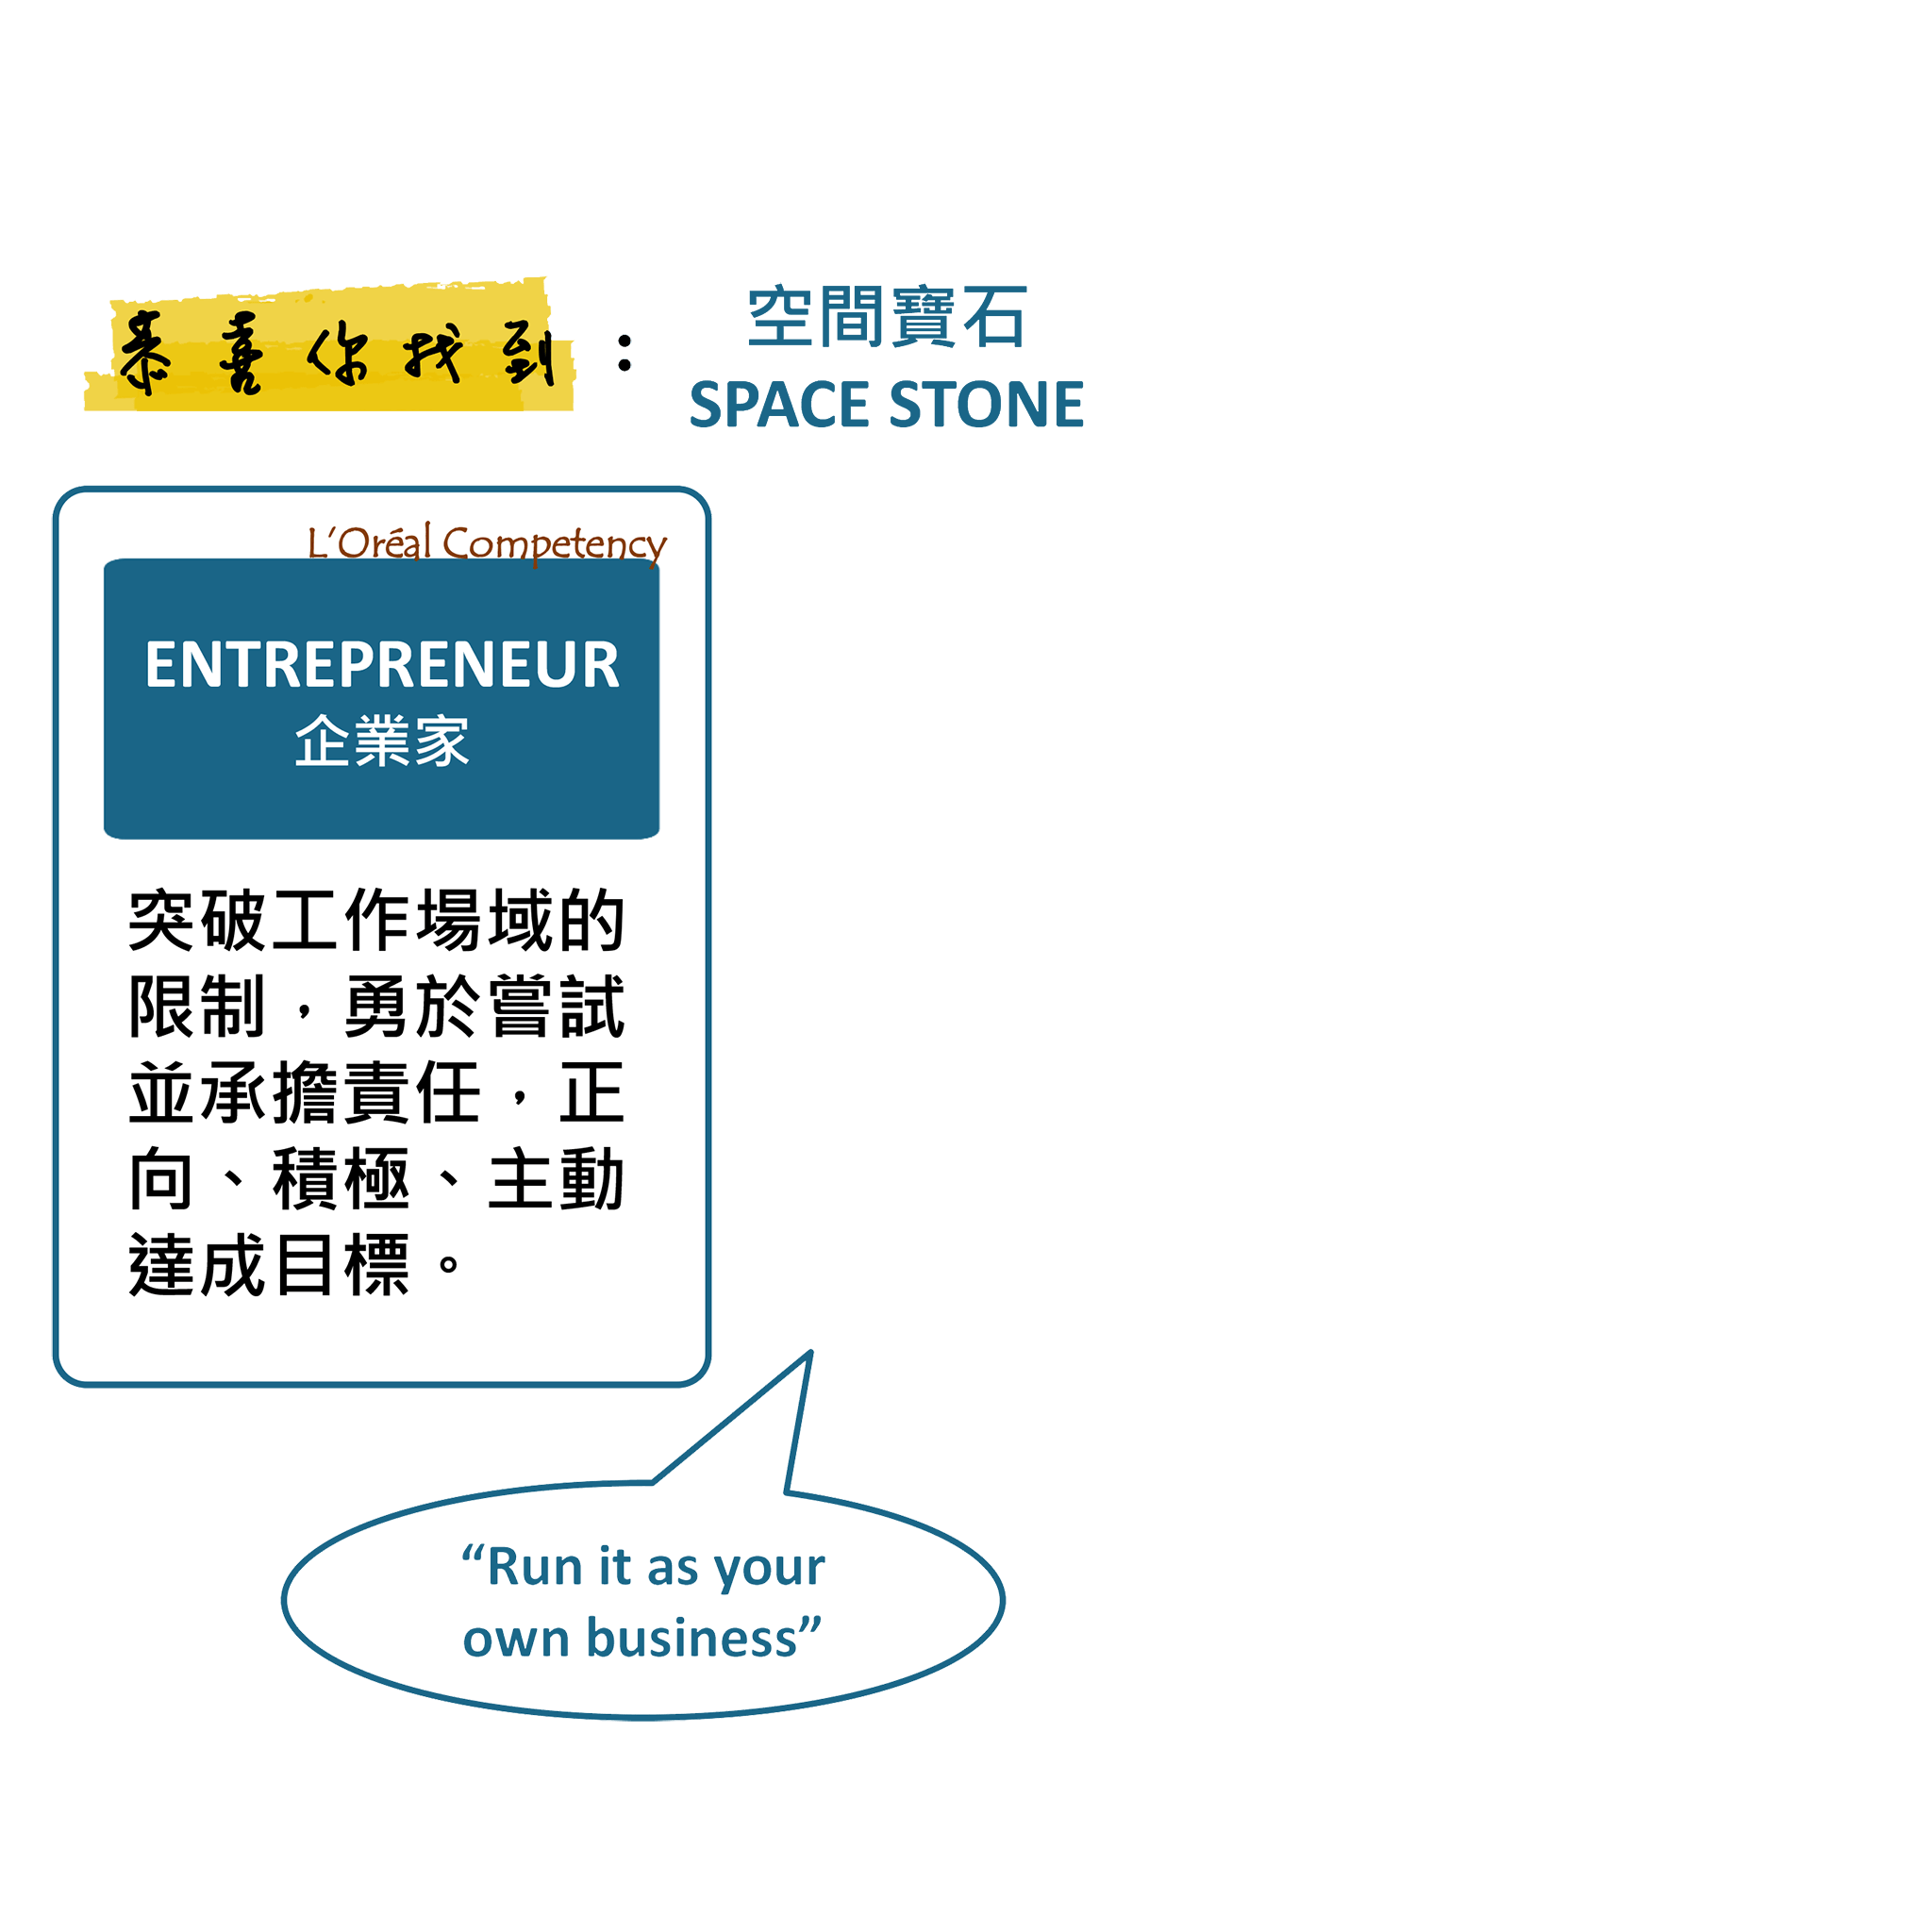 恭喜你找到：
空間寶石
SPACE STONE
L'Oréal Competency
ENTREPRENEUR
企業家
突破工作場域的
限制，勇於嘗試
並承擔責任，正
向、積極、主動
達成目標。
“Run it as your
own business”